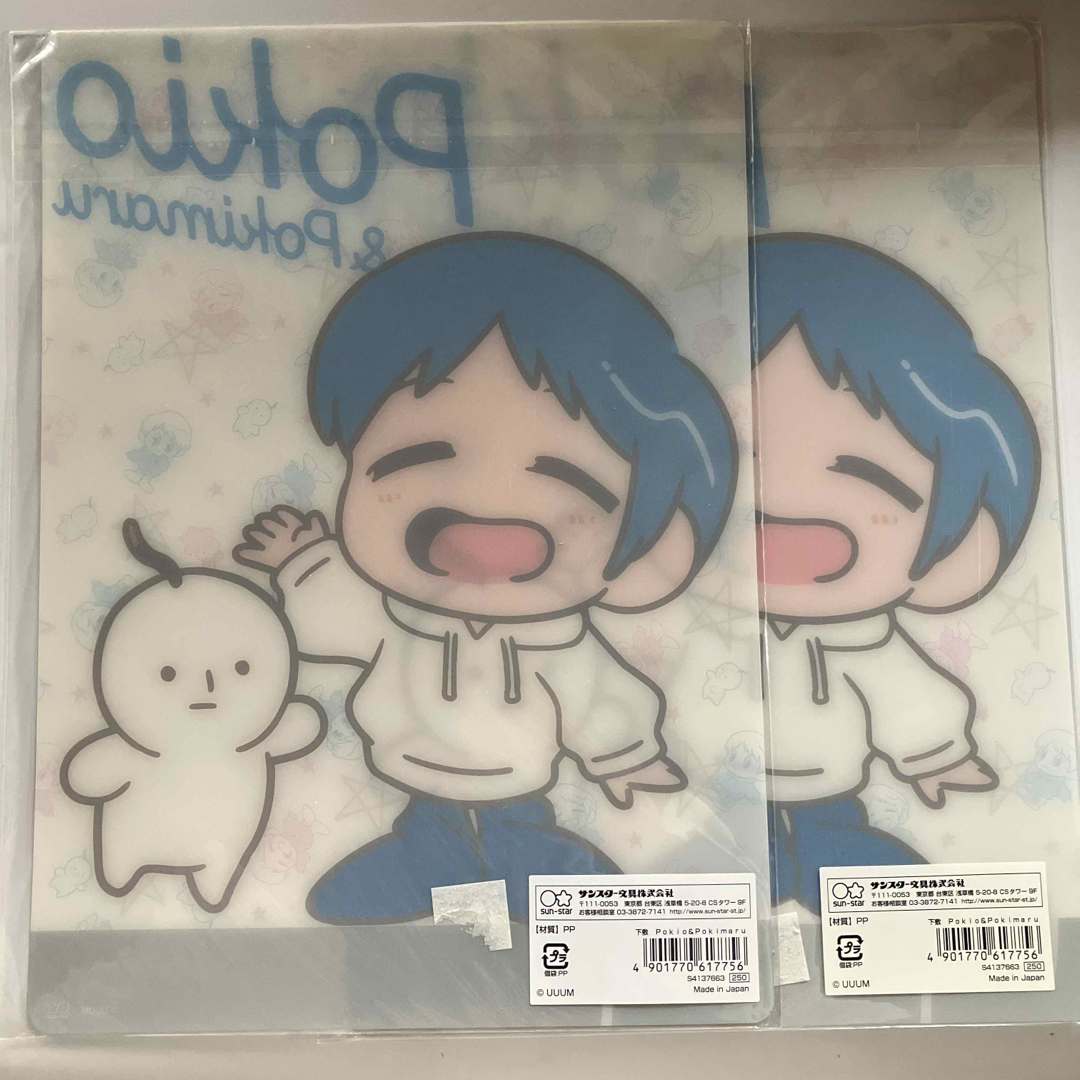 Pokio
& Pokimaru
サンスター文具株式会社
〒111-0053 東京都 台東区 浅草橋 5-20-8 CSタワー 9F
お客様相談室 03-3872-7141 http://www.sun-star-st.jp/
sun-star
【材質】PP
下敷 Pokio&Pokimaru
プラ
個袋:PP
4 901770 617756
S4137663 250
© UUUM
Made in Japan
サンスター文具株式会社
〒111-0053 東京都 台東区 浅草橋 5-20-8 CSタワー 9F
お客様相談室 03-3872-7141 http://www.sun-star-st.jp/
sun-star
【材質】PP
下敷 Pokio&Pokimaru
プラ
個袋:PP
4 901770 617756
S4137663 250
© UUUM
Made in Japan